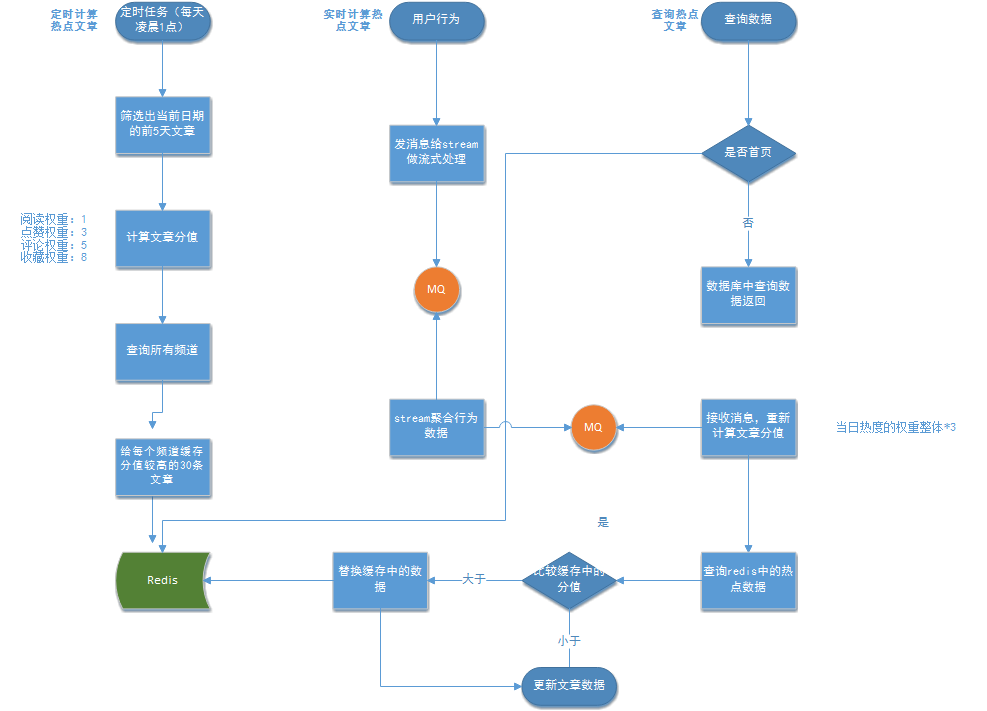 定时计算
热点文章
定时任务（每天
凌晨1点）
实时计算热
点文章
用户行为
查询热点
文章
查询数据
筛选出当前日期
的前5天文章
发消息给stream
做流式处理
是否首页
阅读权重：1
点赞权重：3
评论权重：5
收藏权重：8
计算文章分值
否
MQ
数据库中查询数
据返回
查询所有频道
stream聚合行为
数据
MQ
接收消息，重新
计算文章分值
当日热度的权重整体*3
给每个频道缓存
分值较高的30条
文章
是
Redis
替换缓存中的数
据
大于
比较缓存中的
分值
查询redis中的热
点数据
小于
更新文章数据